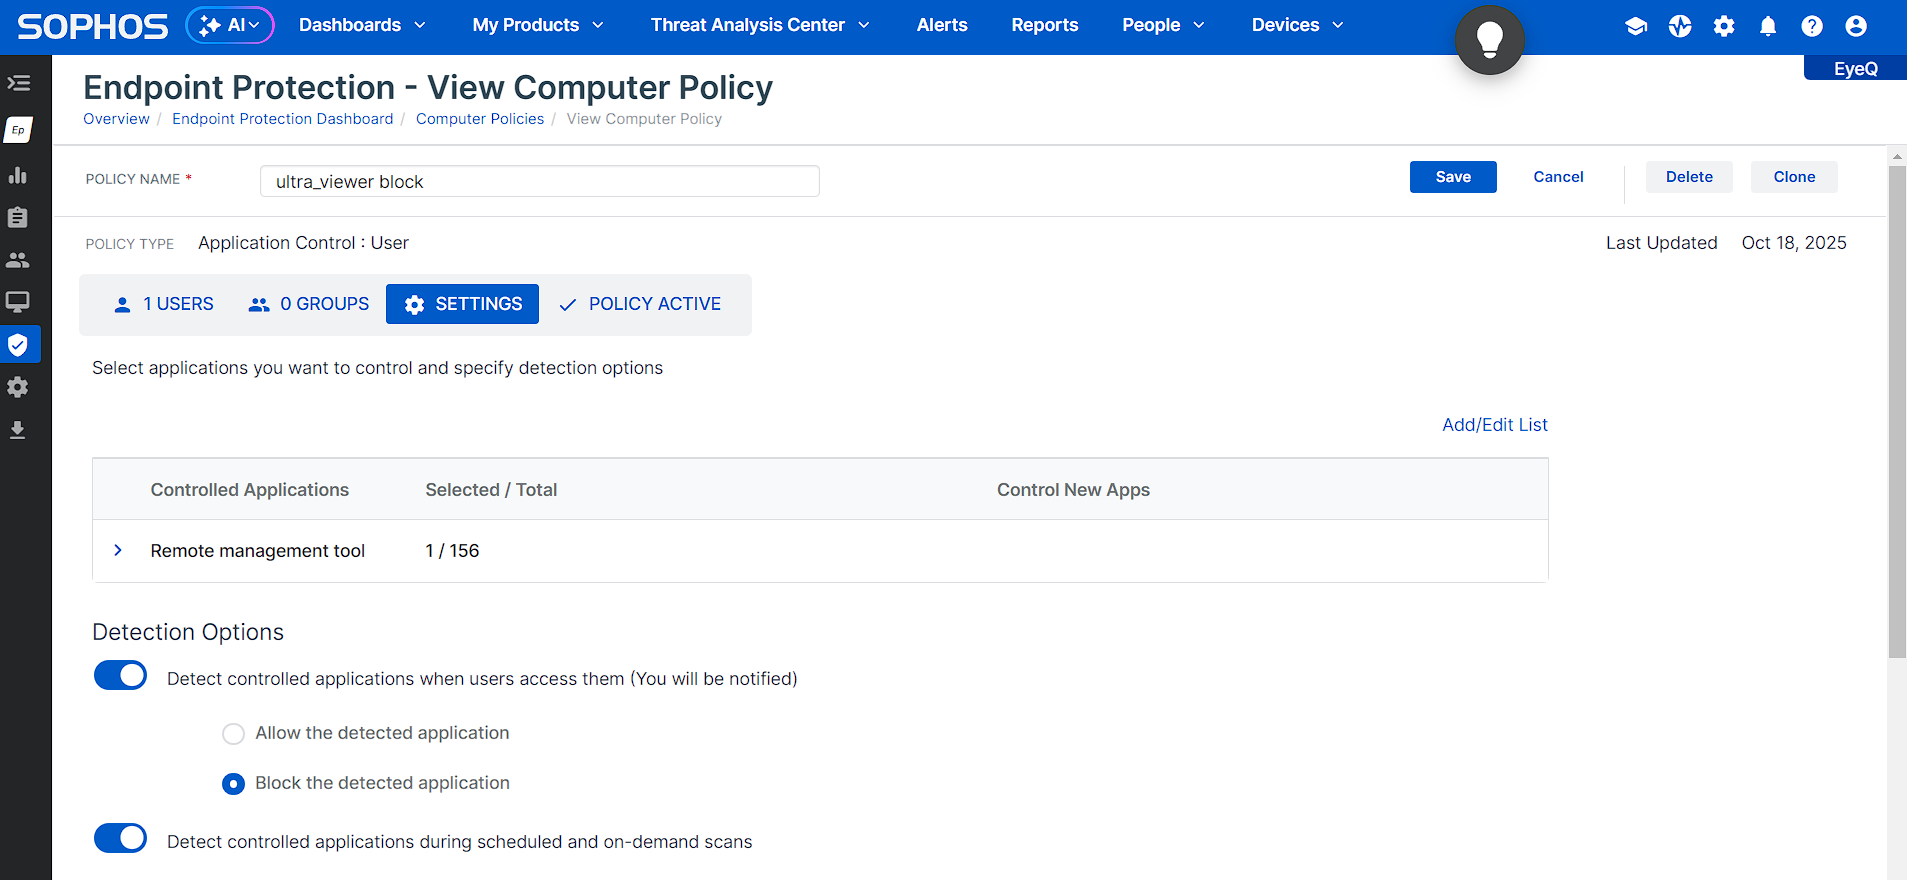 SOPHOS AI Dashboards My Products Threat Analysis Center Alerts Reports People Devices
EyeQ
Endpoint Protection - View Computer Policy
Overview / Endpoint Protection Dashboard / Computer Policies / View Computer Policy
Ep
POLICY NAME * ultra_viewer block Save Cancel Delete Clone
POLICY TYPE Application Control : User Last Updated Oct 18, 2025
1 USERS 0 GROUPS SETTINGS POLICY ACTIVE
Select applications you want to control and specify detection options
Add/Edit List
Controlled Applications Selected / Total Control New Apps
Remote management tool 1 / 156
Detection Options
Detect controlled applications when users access them (You will be notified)
Allow the detected application
Block the detected application
Detect controlled applications during scheduled and on-demand scans